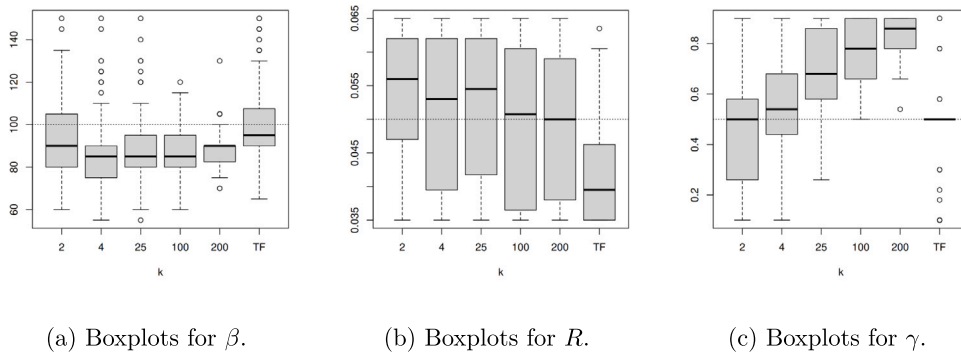 60 80 100 120 140
2 4 25 100 200 TF
k
0.035 0.045 0.055 0.065
2 4 25 100 200 TF
k
0.2 0.4 0.6 0.8
2 4 25 100 200 TF
k
(a) Boxplots for β.
(b) Boxplots for R.
(c) Boxplots for γ.